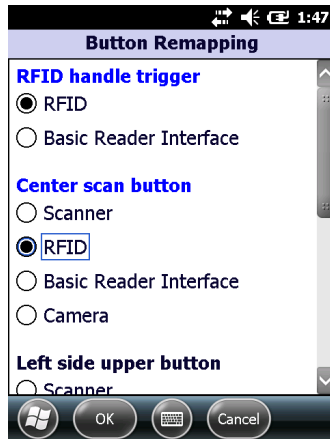 1:47
Button Remapping
RFID handle trigger
RFID
Basic Reader Interface
Center scan button
Scanner
RFID
Basic Reader Interface
Camera
Left side upper button
Scanner
OK
Cancel